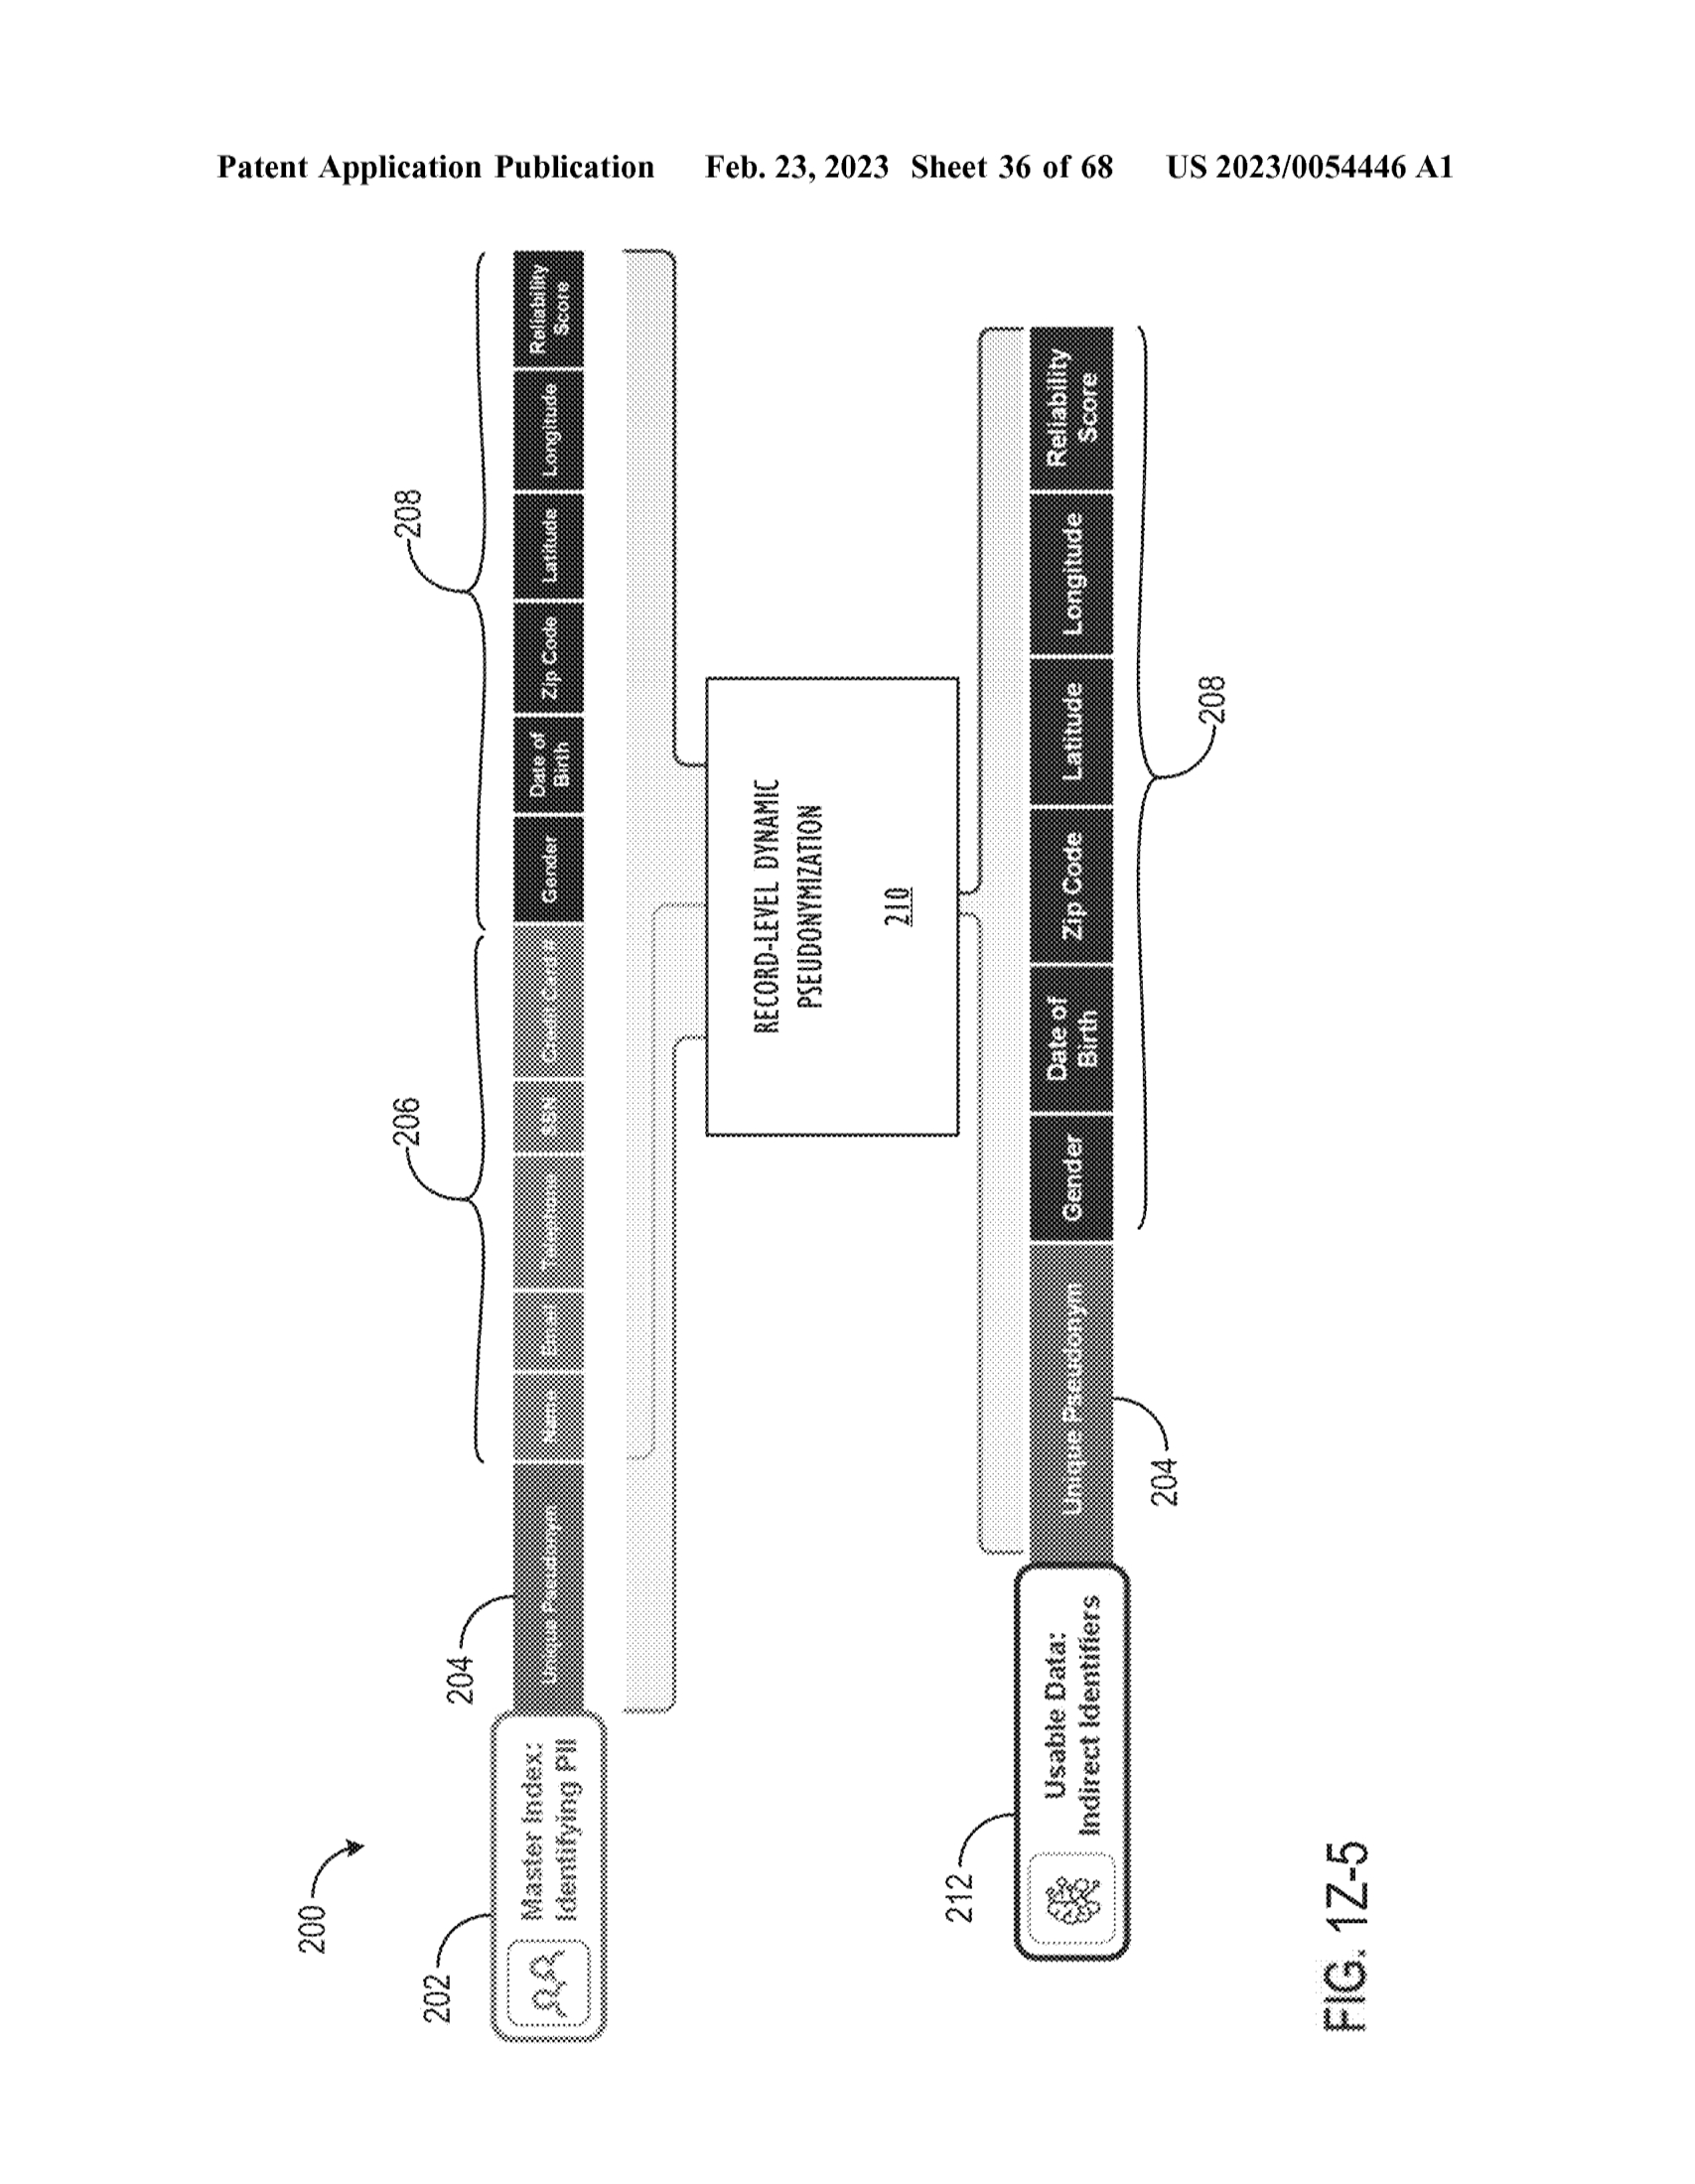 Patent Application Publication Feb. 23, 2023 Sheet 36 of 68 US 2023/0054446 A1
200
202
Master Index:
Identifying PII
204
Unique Pseudonym
206
Name
Email
Telephone
SSN
Credit Card #
208
Gender
Date of
Birth
Zip Code
Latitude
Longitude
Reliability
Score
RECORD-LEVEL DYNAMIC
PSEUDONYMIZATION
210
212
Usable Data:
Indirect Identifiers
Unique Pseudonym
204
Gender
Date of
Birth
Zip Code
Latitude
Longitude
Reliability
Score
208
FIG. 1Z-5